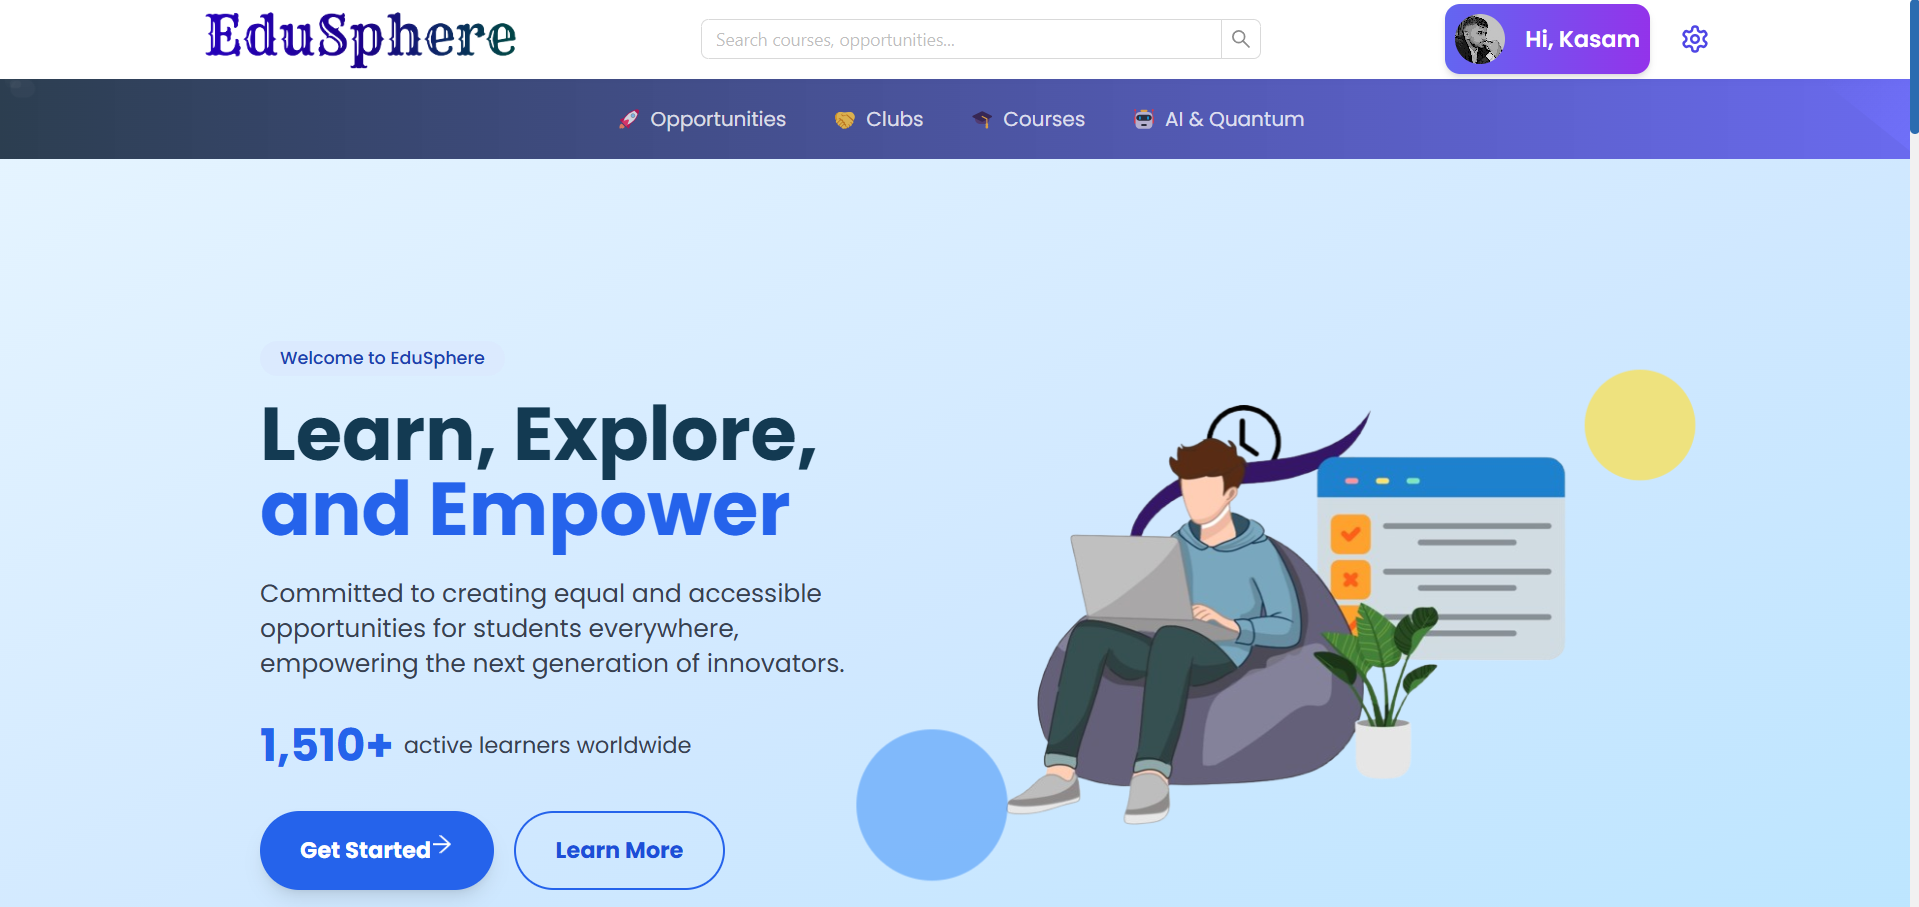 EduSphere
Search courses, opportunities...
Hi, Kasam
Opportunities
Clubs
Courses
AI & Quantum
Welcome to EduSphere
Learn, Explore,
and Empower
Committed to creating equal and accessible
opportunities for students everywhere,
empowering the next generation of innovators.
1,510+ active learners worldwide
Get Started
Learn More